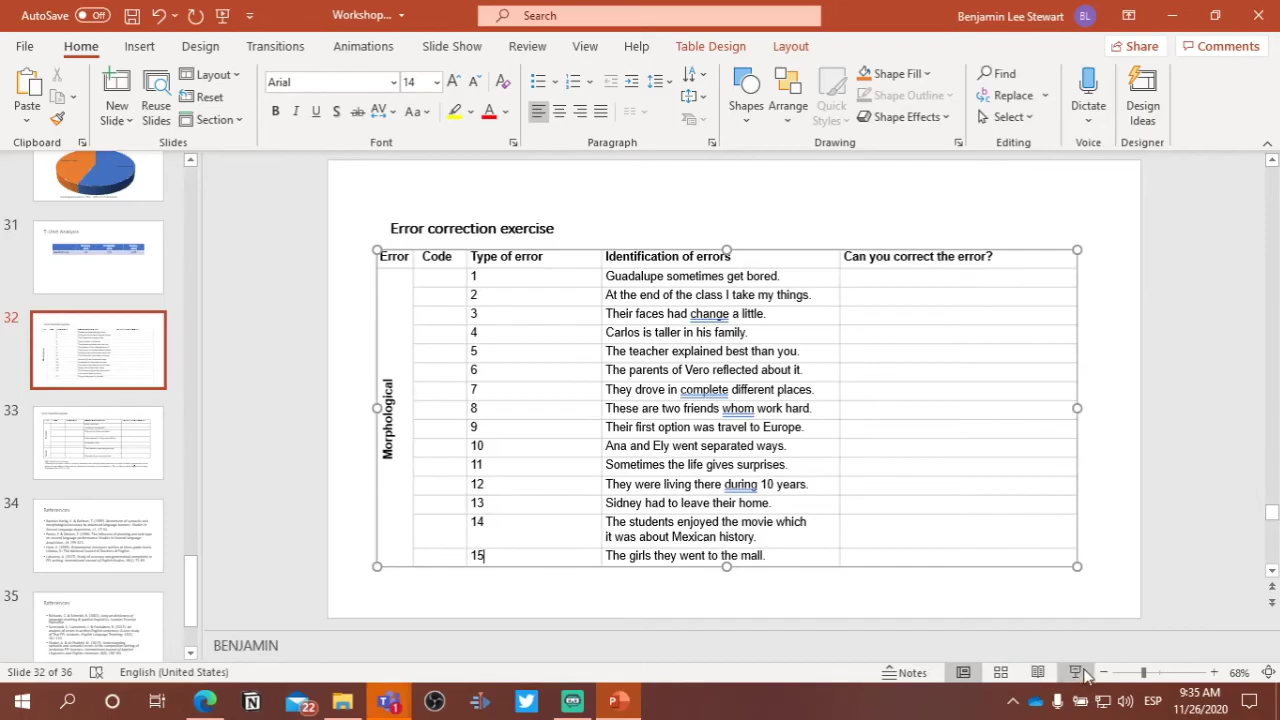 AutoSave Off Workshop... Search Benjamin Lee Stewart BL
File Home Insert Design Transitions Animations Slide Show Review View Help Table Design Layout Share Comments
Paste New Slide Reuse Slides Layout Reset Section
Arial 14
Shapes Arrange Quick Styles Shape Fill Shape Outline Shape Effects
Find Replace Select Dictate Design Ideas
Clipboard Slides Font Paragraph Drawing Editing Voice Designer
31
T-Unit Analysis
32
33
34
References
35
References
Error correction exercise
Error Code Type of error Identification of errors Can you correct the error?
Morphological
1 Guadalupe sometimes get bored.
2 At the end of the class I take my things.
3 Their faces had change a little.
4 Carlos is taller in his family.
5 The teacher explained best than you.
6 The parents of Vero reflected about it.
7 They drove in complete different places.
8 These are two friends whom work hard.
9 Their first option was travel to Europe.
10 Ana and Ely went separated ways.
11 Sometimes the life gives surprises.
12 They were living there during 10 years.
13 Sidney had to leave their home.
14 The students enjoyed the movie which
it was about Mexican history.
15 The girls they went to the mall.
BENJAMIN
Slide 32 of 36 English (United States) Notes 68%
22 1 ESP 9:35 AM
11/26/2020